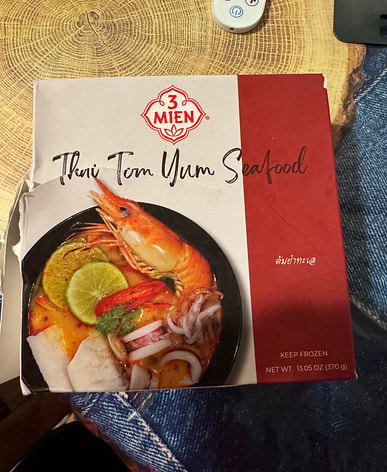 3
MIEN®
Thai Tom Yum Seafood
ต้มยำทะเล
KEEP FROZEN
NET WT. 13.05 OZ (370 g)